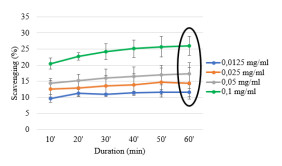 35
30
25
20
15
10
5
0
Scavenging (%)
10' 20' 30' 40' 50' 60'
Duration (min)
0,0125 mg/ml
0,025 mg/ml
0,05 mg/ml
0,1 mg/ml